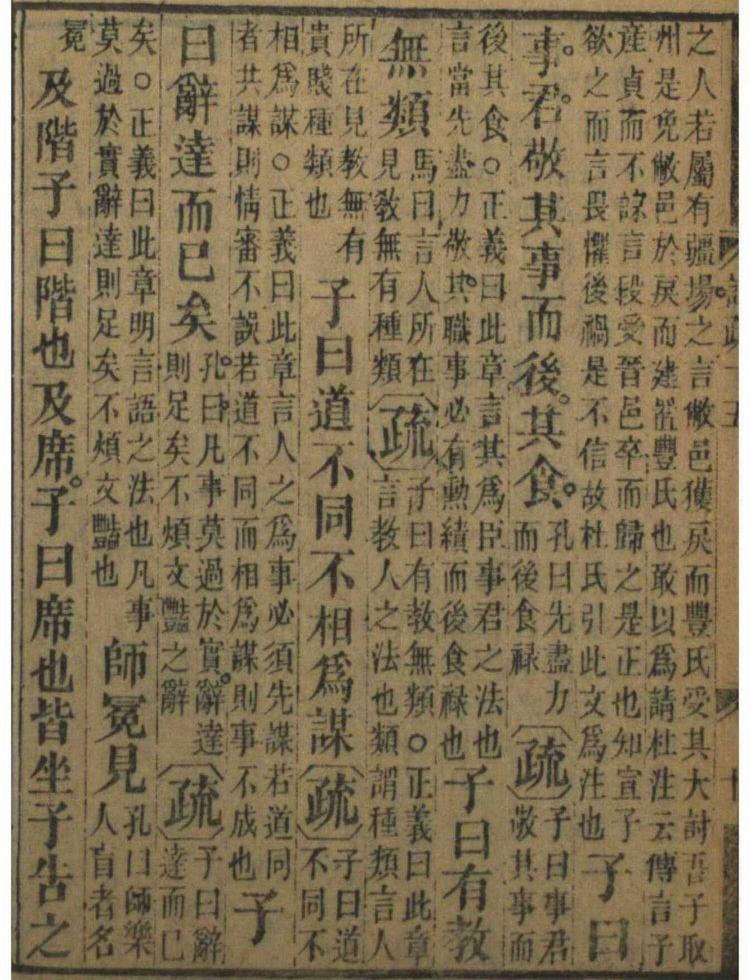 之人若屬有疆場之言敝邑獲戾而豐氏受其大討吾子取
州是免敝邑於戾而建寘豐氏也敢以爲請杜注云傳言子
產貞而不諒言段受晉邑卒而歸之是正也知宣子
欲之而言畏懼後禍是不信故杜氏引此文爲注也
子曰
事君敬其事而後其食
孔曰先盡力
而後食祿
疏
子曰事君
敬其事而
後其食○正義曰此章言其爲臣事君之法也
言當先盡力敬其職事必有勳績而後食祿也
子曰有教
無類
馬曰言人所在
見教無有種類
疏
子曰有教無類○正義曰此章
言教人之法也類謂種類言人
所在見教無有
貴賤種類也
子曰道不同不相爲謀
疏
子曰道
不同不
相爲謀○正義曰此章言人之爲事必須先謀若道同
者共謀則情審不誤若道不同而相爲謀則事不成也
子
曰辭達而已矣
孔曰凡事莫過於實辭達
則足矣不煩文豔之辭
疏
子曰辭
達而已
矣○正義曰此章明言語之法也凡事
莫過於實辭達則足矣不煩文豔也
師冕見
孔曰師樂
人盲者名
冕
及階子曰階也及席子曰席也皆坐子告之